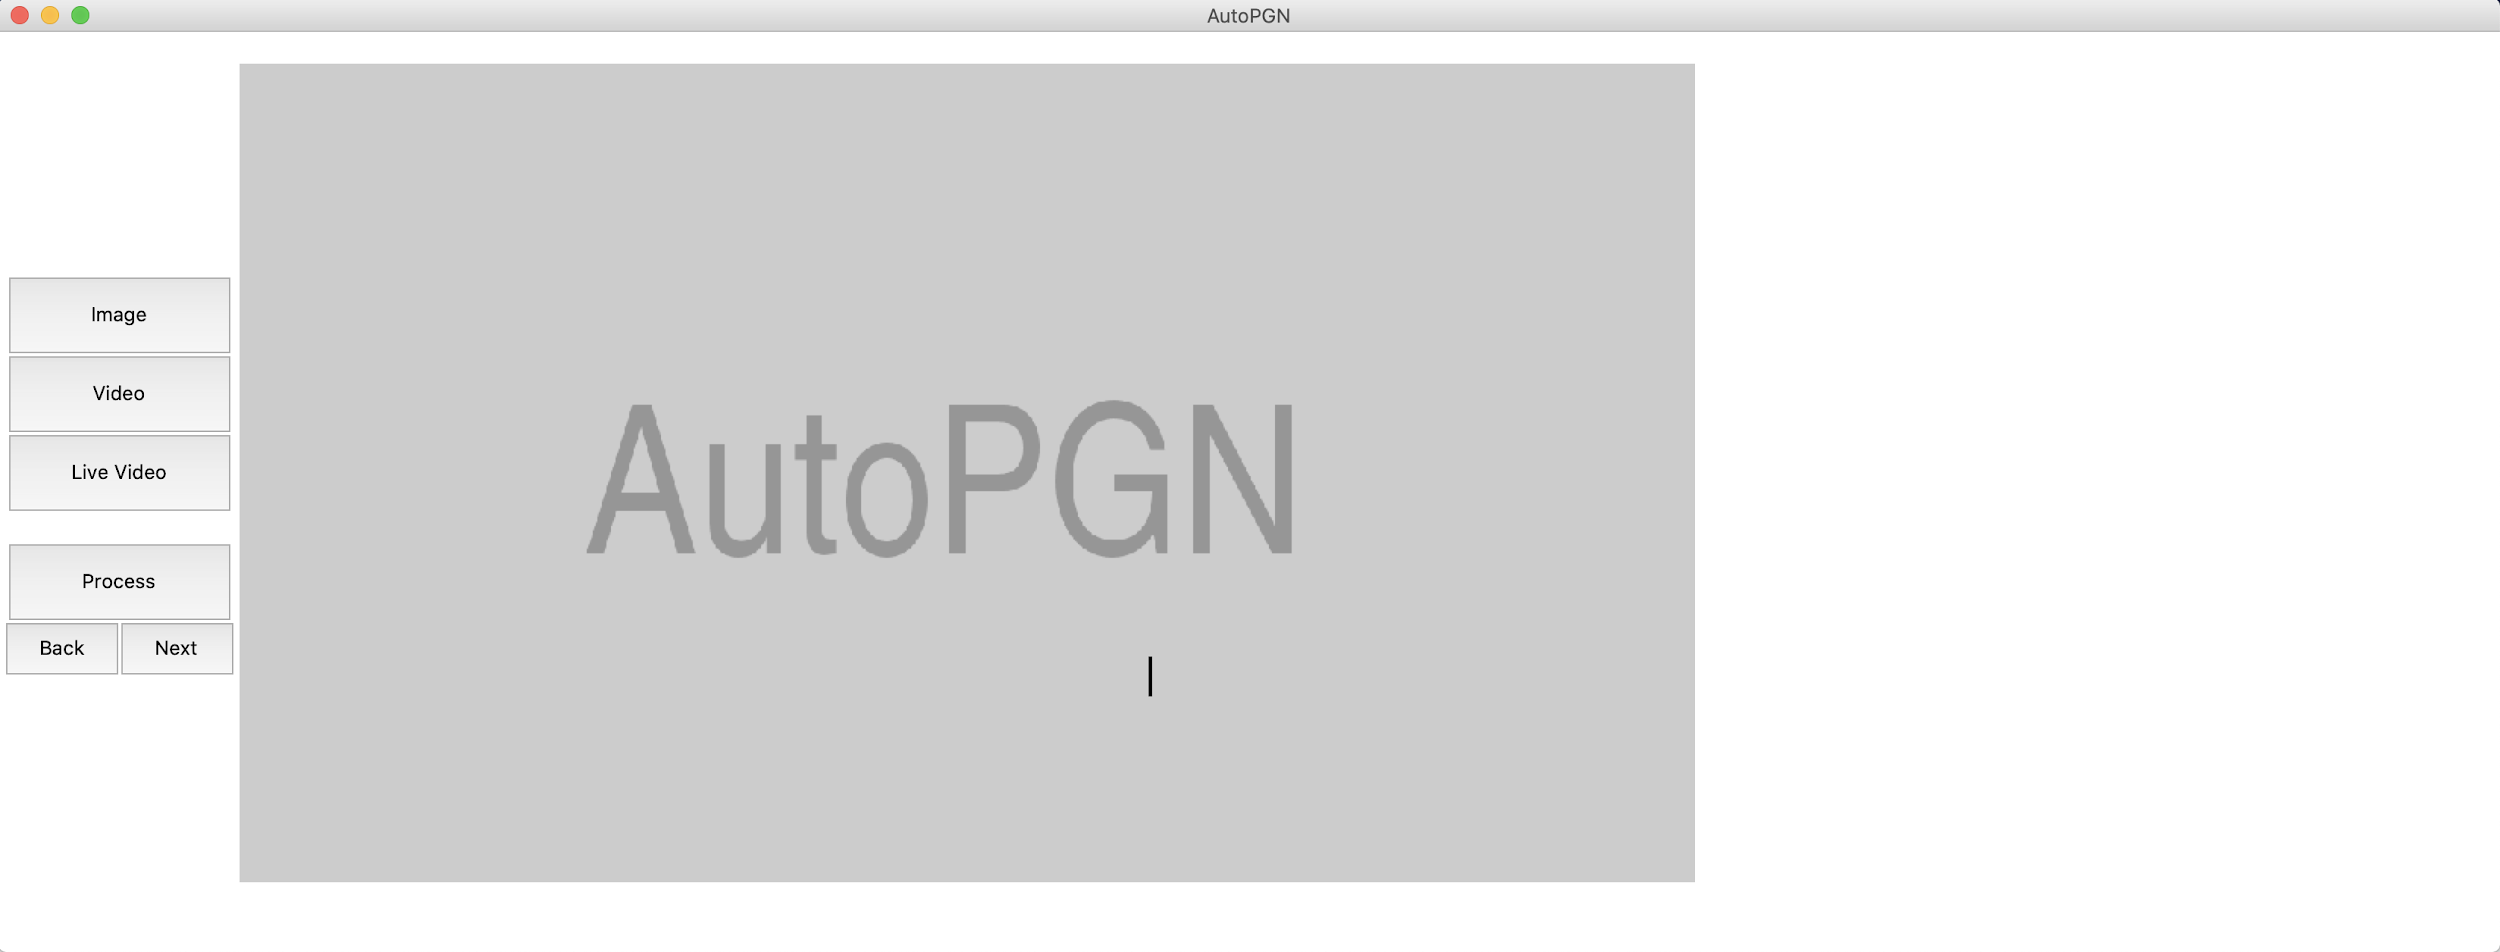 AutoPGN
Image
Video
Live Video
Process
Back Next
AutoPGN